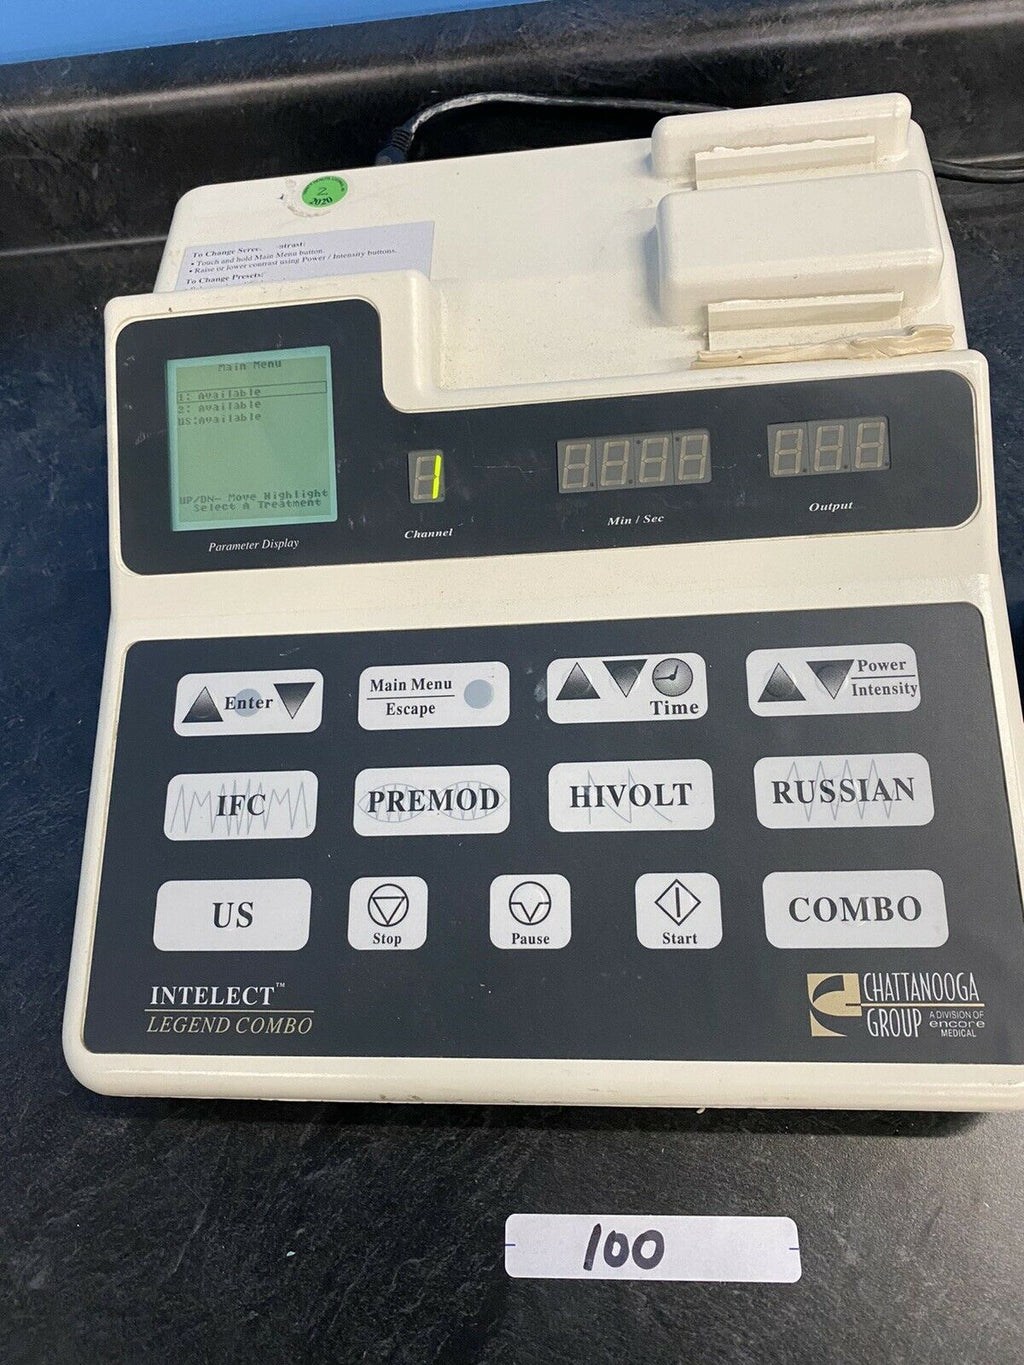 2
2020
To Change Scree
trast:
• Touch and hold Main Menu button.
• Raise or lower contrast using Power / Intensity buttons.
To Change Presets:
Main Menu
1: Available
2: Available
US:Available
UP/DN- Move Highlight
Select A Treatment
Parameter Display
1
Channel
Min / Sec
Output
Enter
Main Menu
Escape
Time
Power
Intensity
IFC
PREMOD
HIVOLT
RUSSIAN
US
Stop
Pause
Start
COMBO
INTELECT™
LEGEND COMBO
CHATTANOOGA
GROUP
A DIVISION OF
encore
MEDICAL
100